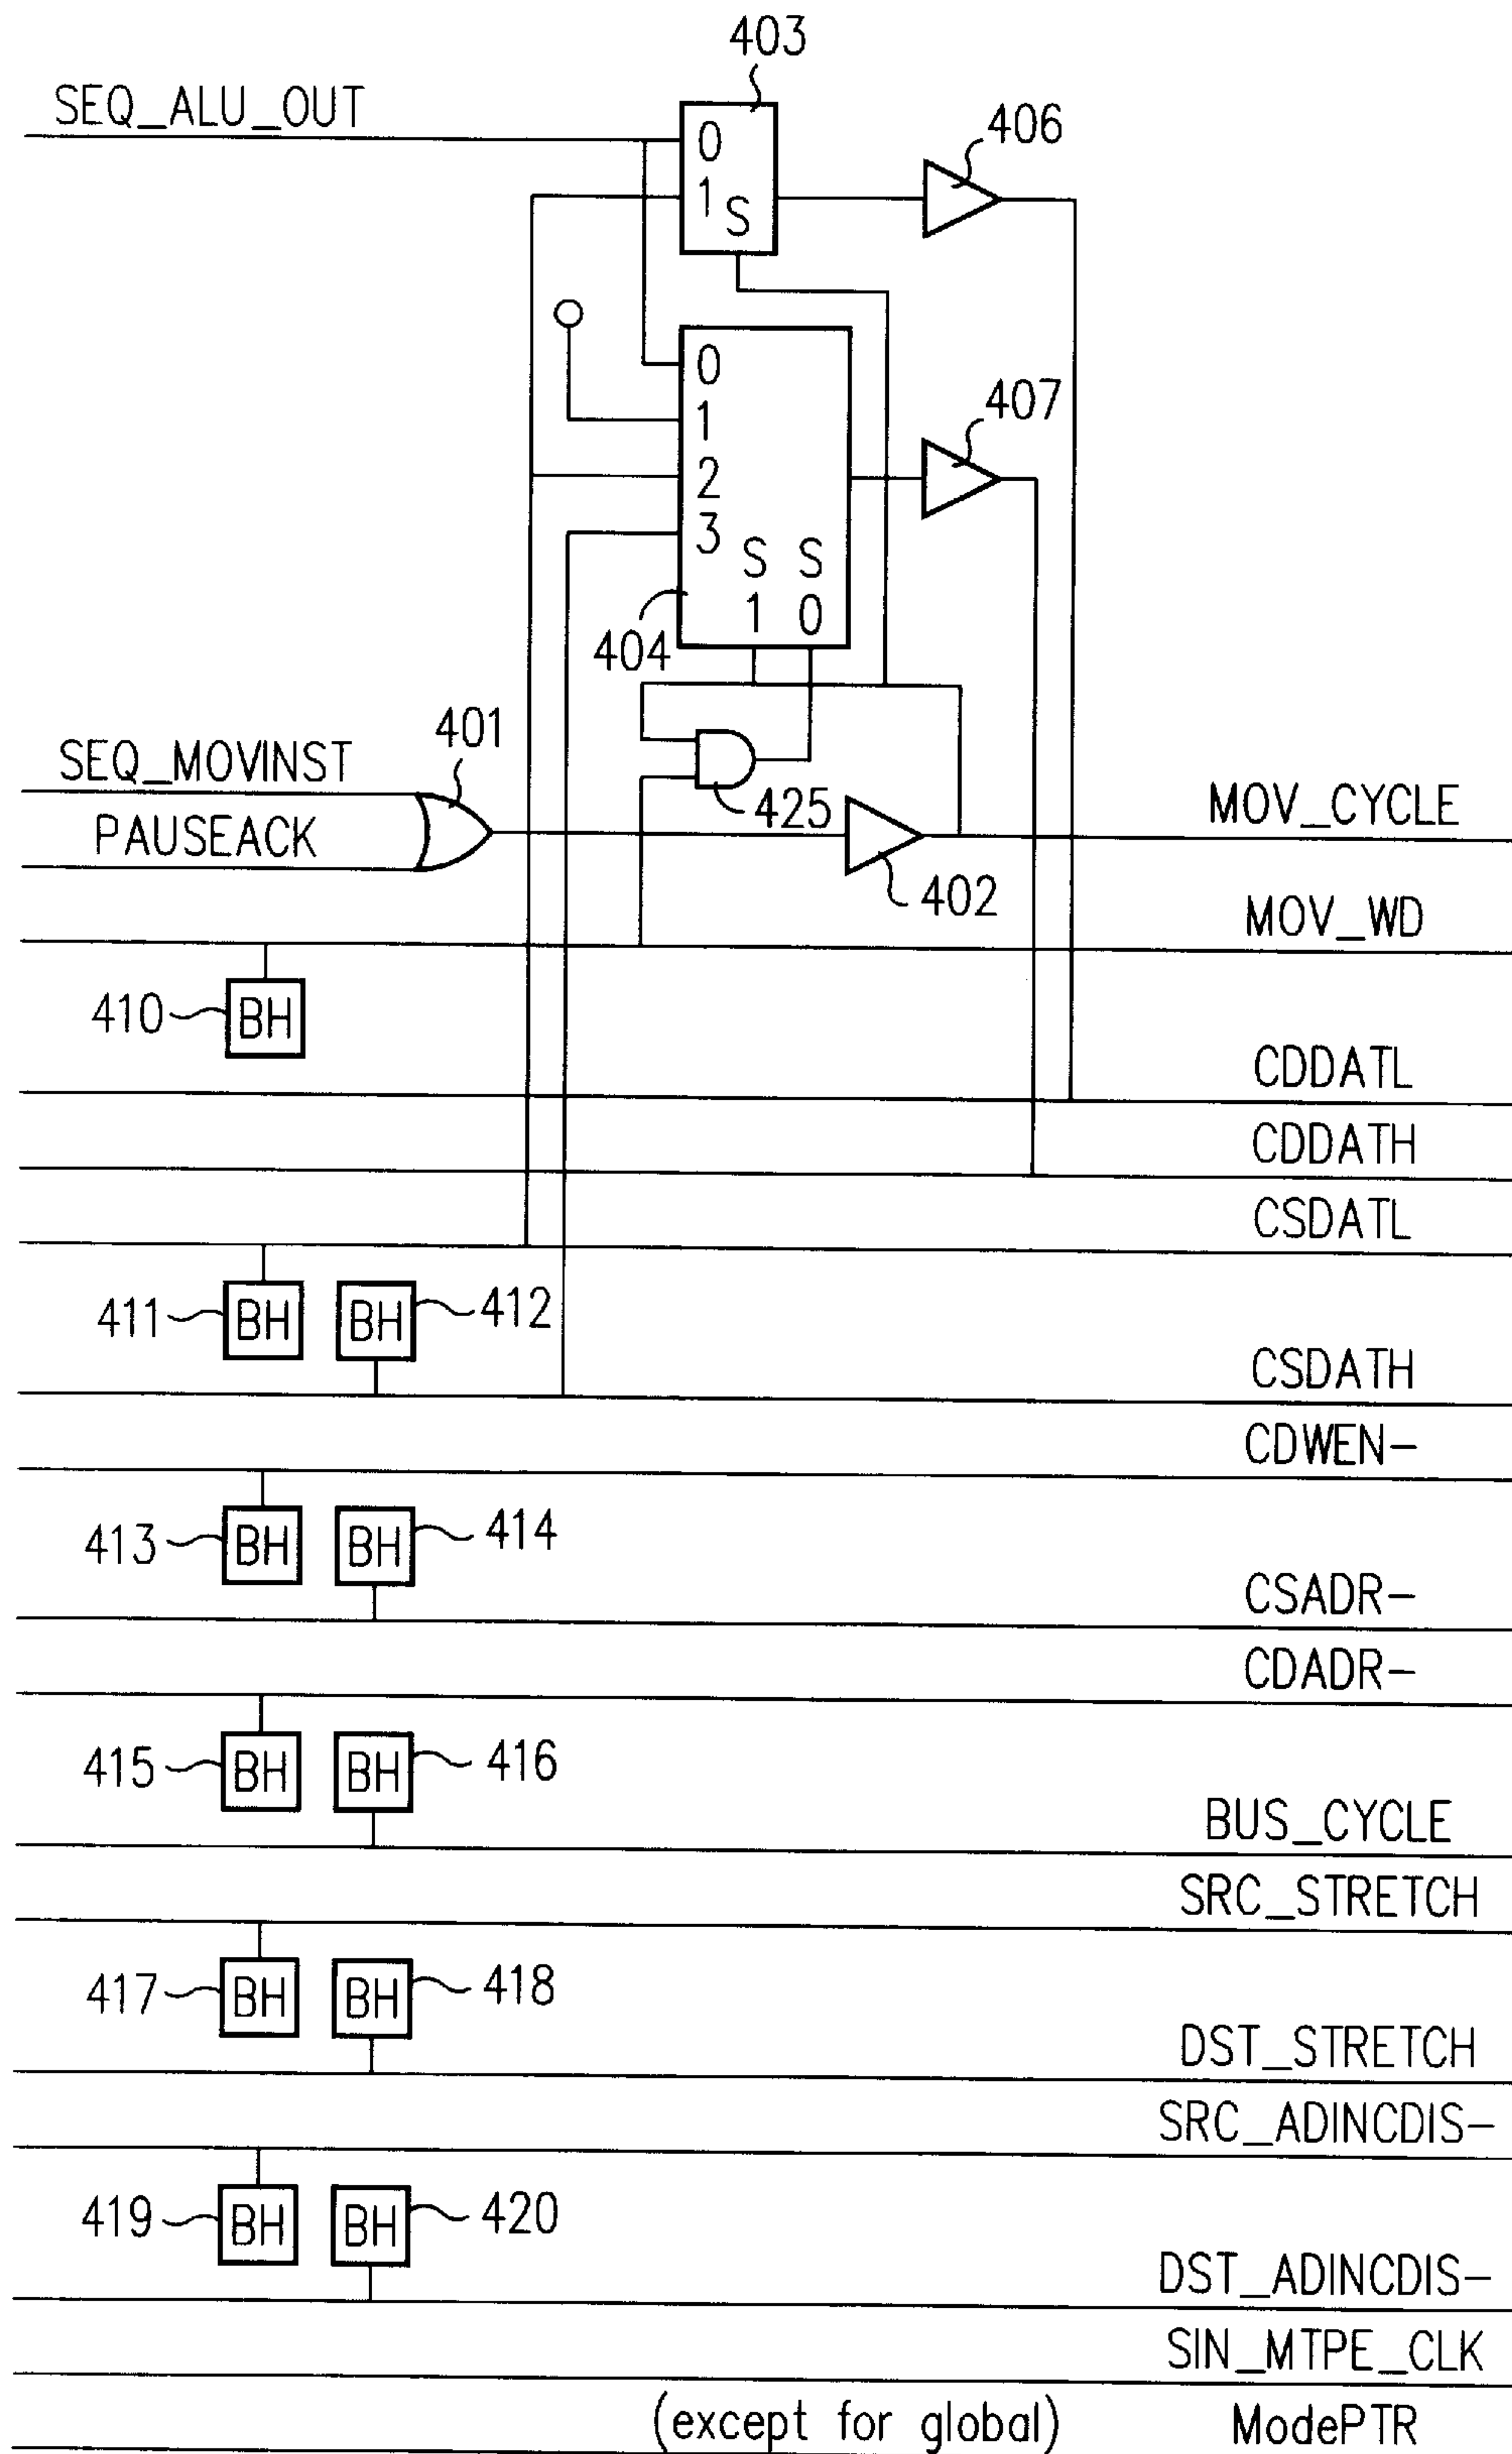 403
SEQ_ALU_OUT
406
0
1 S
407
0
1
2
3
S S
1 0
404
401
SEQ_MOVINST
PAUSEACK
425
402
MOV_CYCLE
MOV_WD
410 BH
CDDATL
CDDATH
CSDATL
411 BH BH 412
CSDATH
CDWEN-
413 BH BH 414
CSADR-
CDADR-
415 BH BH 416
BUS_CYCLE
SRC_STRETCH
417 BH BH 418
DST_STRETCH
SRC_ADINCDIS-
419 BH BH 420
DST_ADINCDIS-
SIN_MTPE_CLK
(except for global) ModePTR